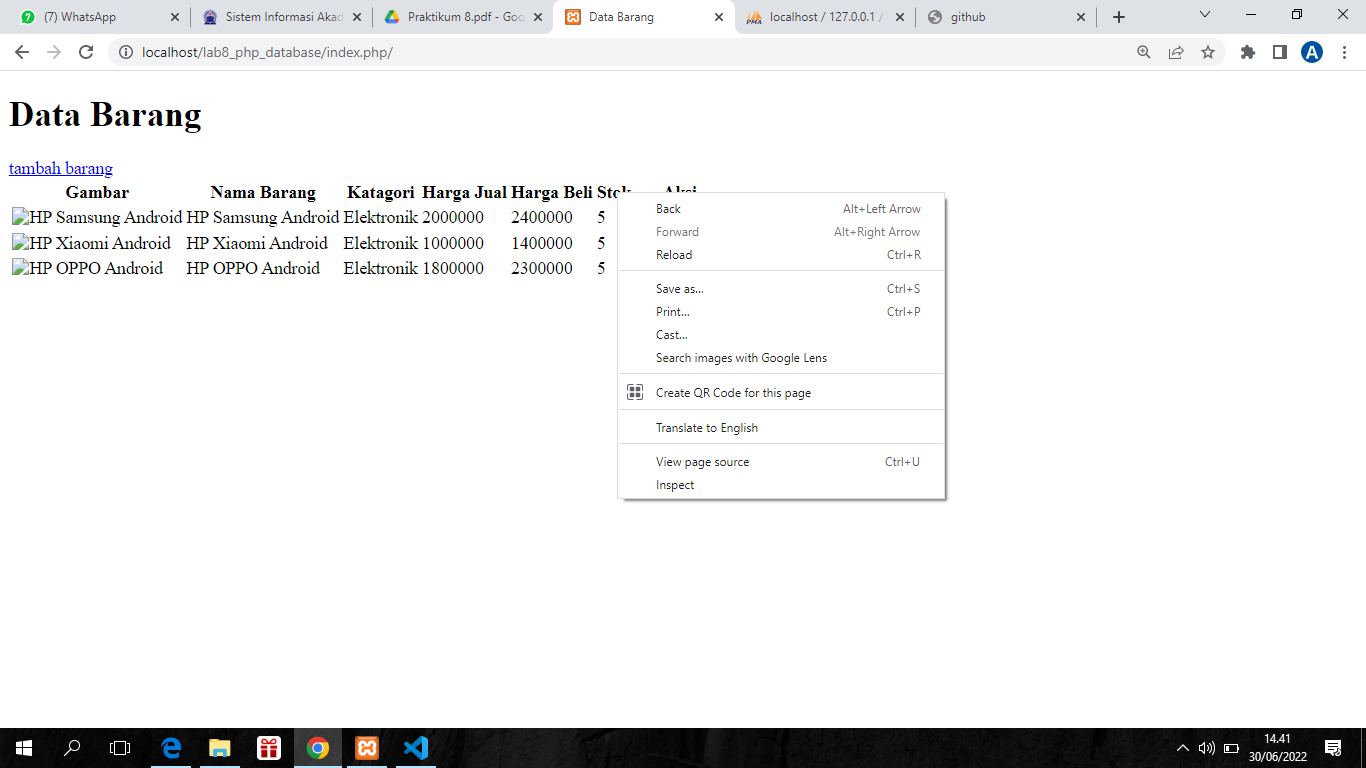 (7) WhatsApp
Sistem Informasi Akad
Praktikum 8.pdf - Goo
Data Barang
localhost / 127.0.0.1 /
github
localhost/lab8_php_database/index.php/
A
Data Barang
tambah barang
Gambar Nama Barang Katagori Harga Jual Harga Beli Stok Aksi
HP Samsung Android HP Samsung Android Elektronik 2000000 2400000 5
HP Xiaomi Android HP Xiaomi Android Elektronik 1000000 1400000 5
HP OPPO Android HP OPPO Android Elektronik 1800000 2300000 5
Back Alt+Left Arrow
Forward Alt+Right Arrow
Reload Ctrl+R
Save as... Ctrl+S
Print... Ctrl+P
Cast...
Search images with Google Lens
Create QR Code for this page
Translate to English
View page source Ctrl+U
Inspect
14.41
30/06/2022